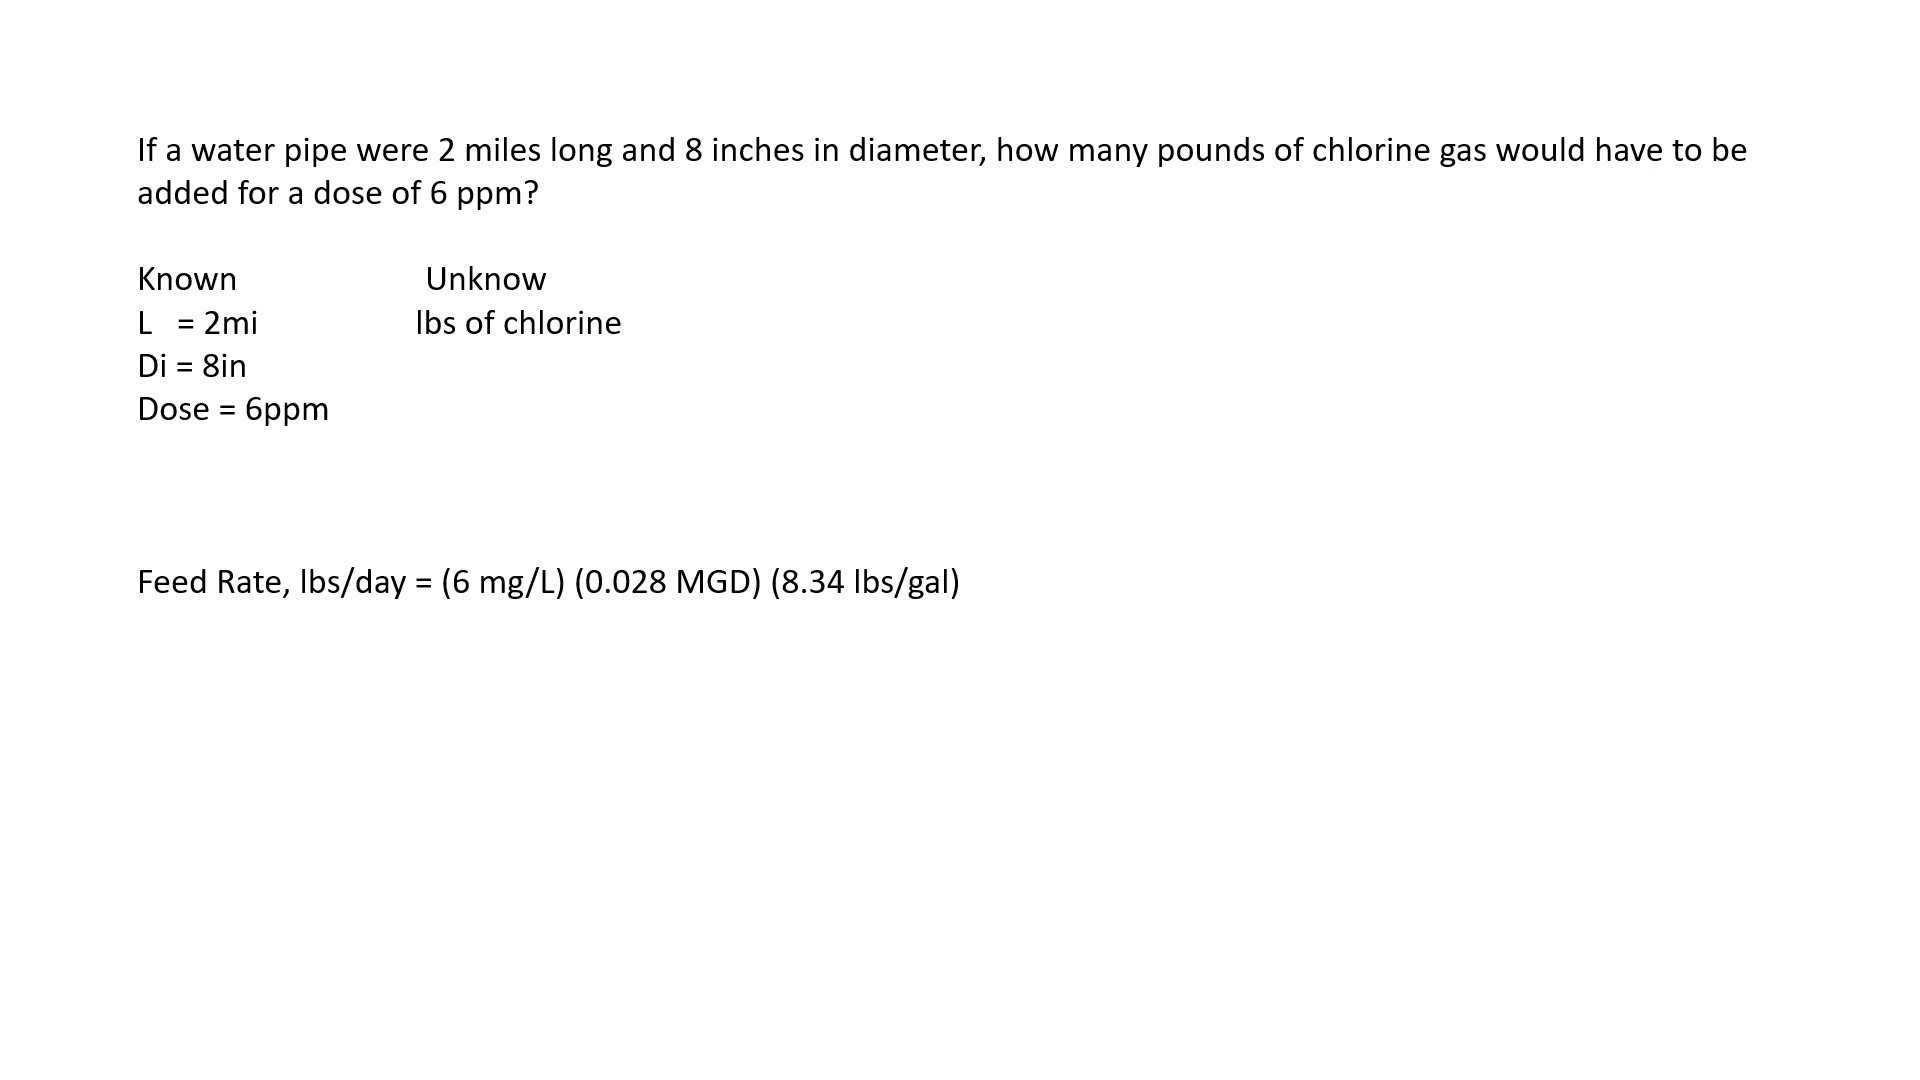 If a water pipe were 2 miles long and 8 inches in diameter, how many pounds of chlorine gas would have to be
added for a dose of 6 ppm?
Known Unknow
L = 2mi lbs of chlorine
Di = 8in
Dose = 6ppm
Feed Rate, lbs/day = (6 mg/L) (0.028 MGD) (8.34 lbs/gal)